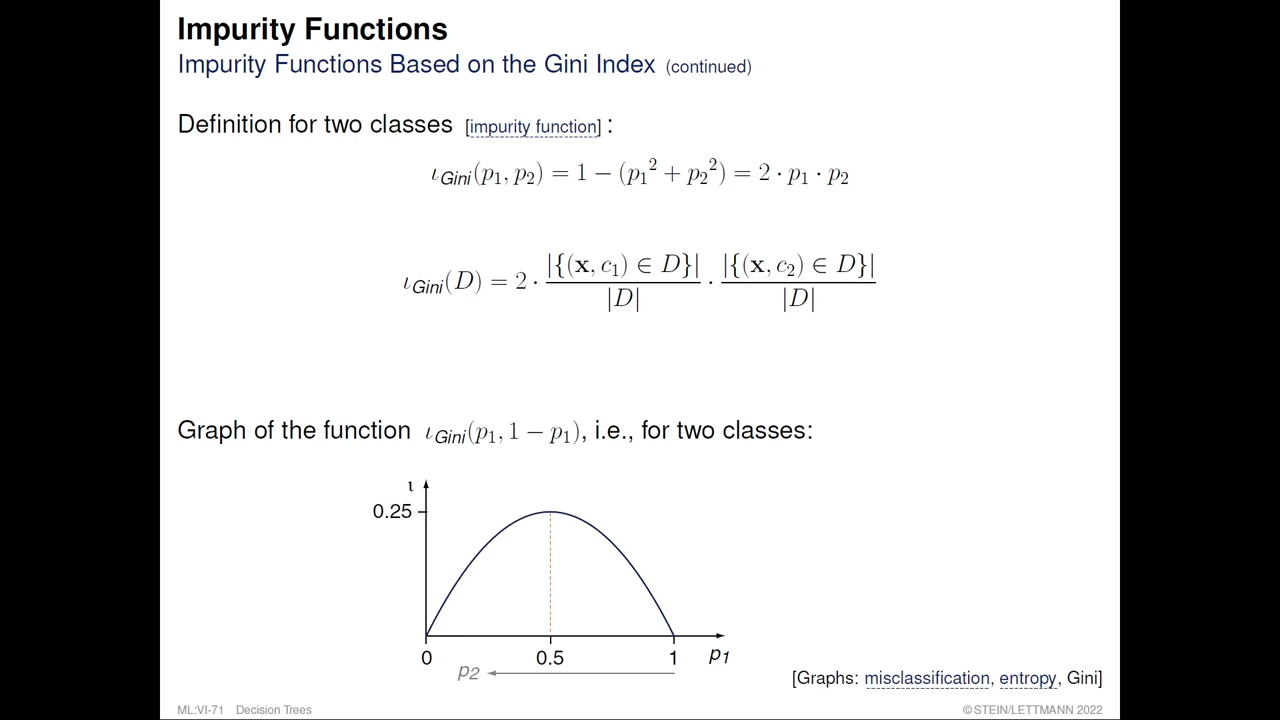 Impurity Functions
Impurity Functions Based on the Gini Index (continued)
Definition for two classes [impurity function] :
ιGini(p₁, p₂) = 1 − (p₁² + p₂²) = 2 · p₁ · p₂
ιGini(D) = 2 · |{(x, c₁) ∈ D}| / |D| · |{(x, c₂) ∈ D}| / |D|
Graph of the function ιGini(p₁, 1 − p₁), i.e., for two classes:
ι
0.25
0 0.5 1 p₁
p₂
[Graphs: misclassification, entropy, Gini]
ML:VI-71 Decision Trees
©STEIN/LETTMANN 2022